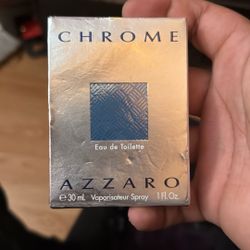 CHROME
Eau de Toilette
AZZARO
℮ 30 mL Vaporisateur Spray 1 Fl.Oz.